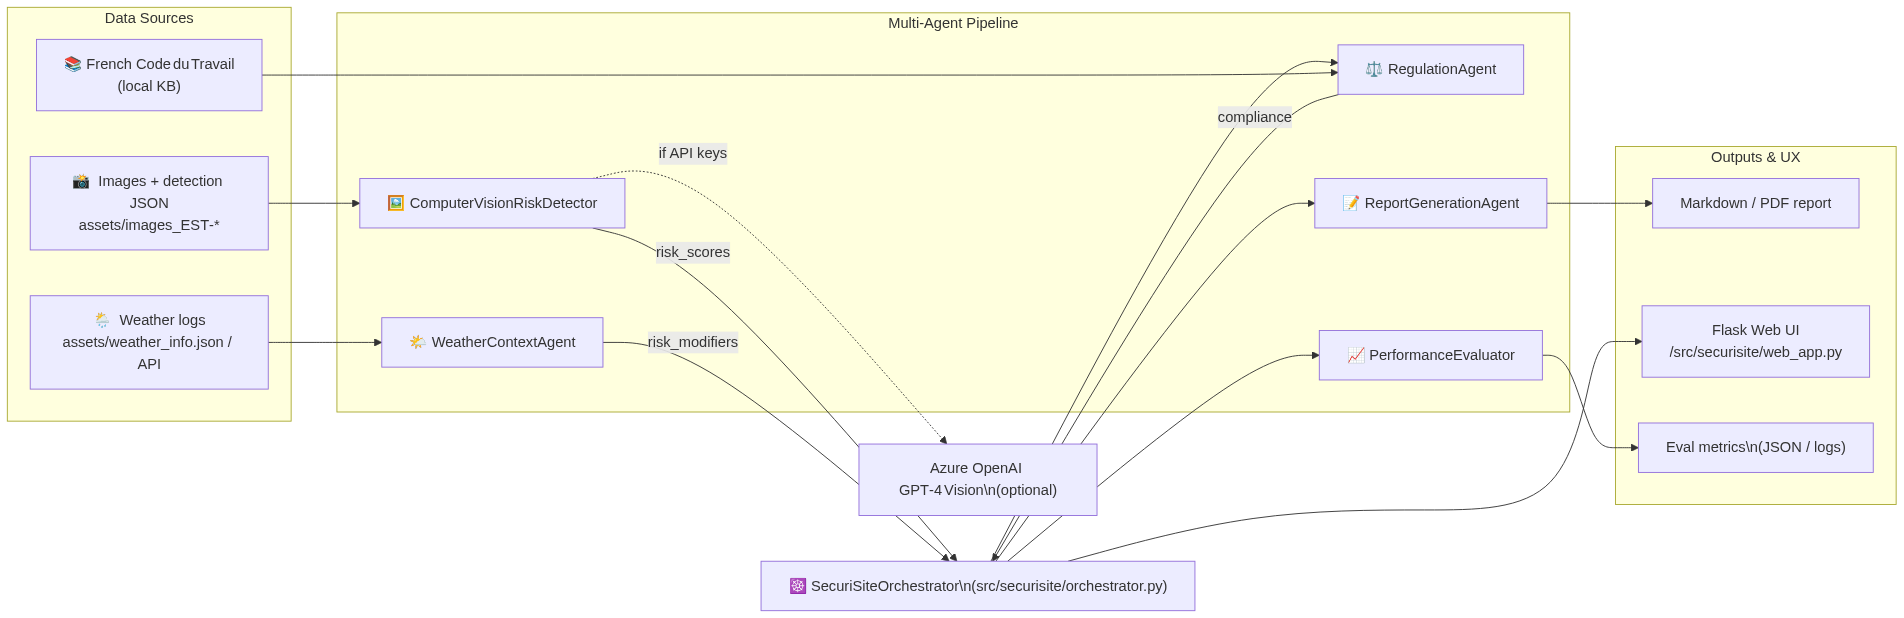 Data Sources
📚 French Code du Travail
(local KB)
📸 Images + detection
JSON
assets/images_EST-*
🌦️ Weather logs
assets/weather_info.json /
API
Multi-Agent Pipeline
⚖️ RegulationAgent
compliance
if API keys
🖼️ ComputerVisionRiskDetector
risk_scores
📝 ReportGenerationAgent
🌤️ WeatherContextAgent
risk_modifiers
📈 PerformanceEvaluator
Azure OpenAI
GPT-4 Vision\n(optional)
☸️ SecuriSiteOrchestrator\n(src/securisite/orchestrator.py)
Outputs & UX
Markdown / PDF report
Flask Web UI
/src/securisite/web_app.py
Eval metrics\n(JSON / logs)